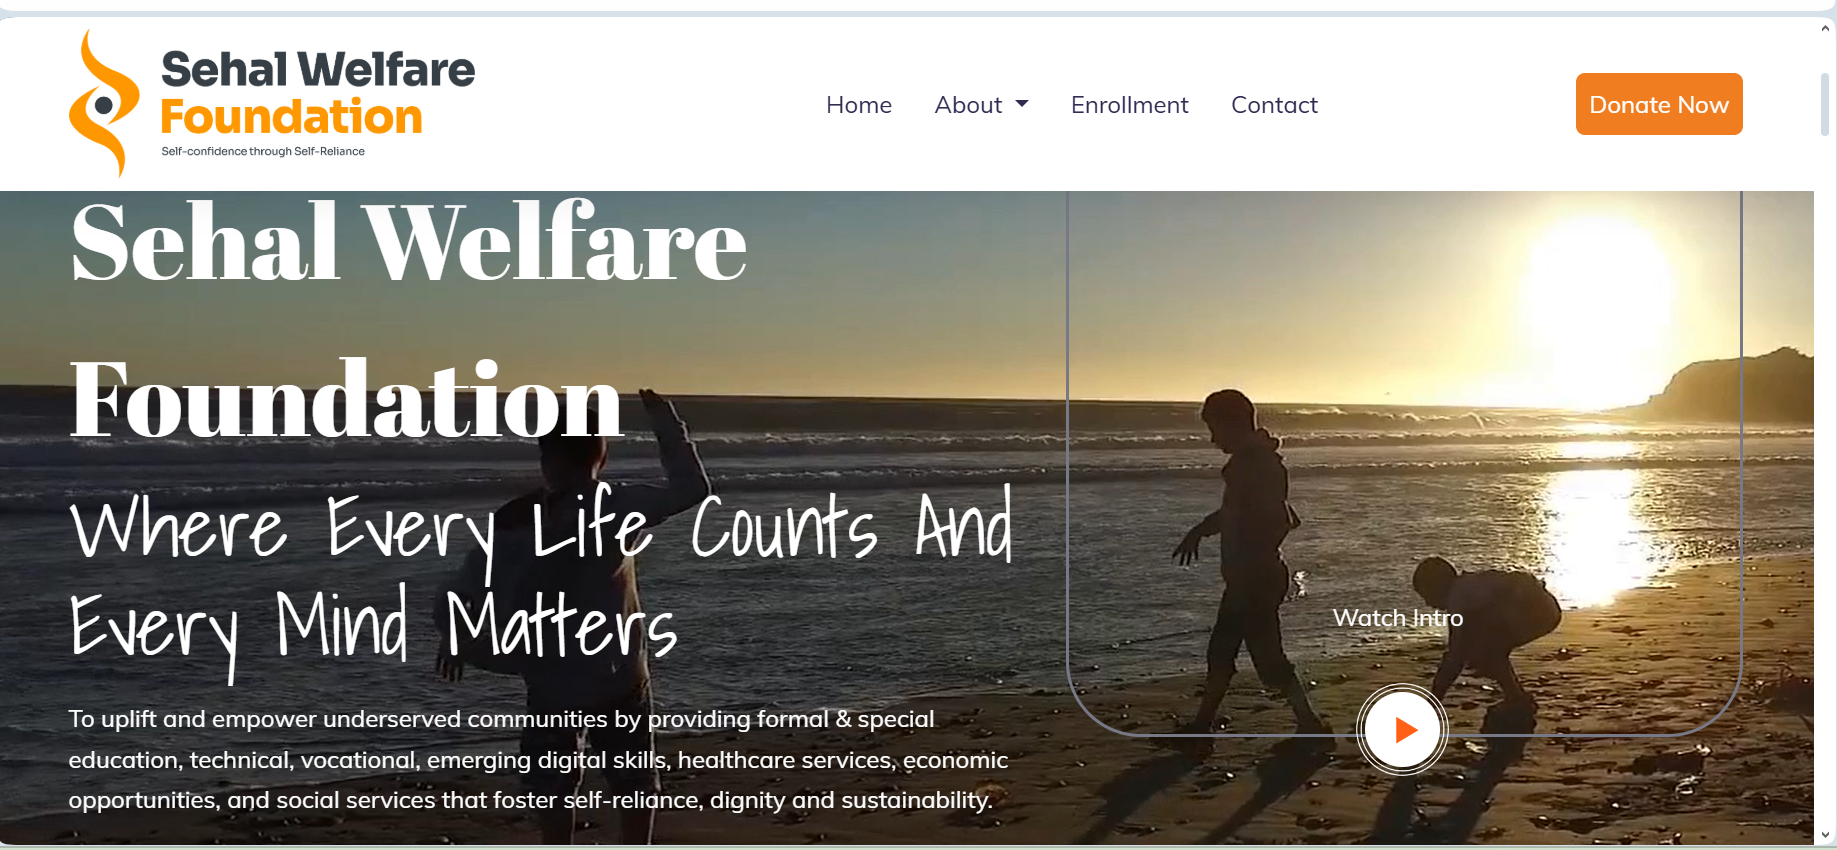 Sehal Welfare
Foundation
Self-confidence through Self-Reliance
Home About Enrollment Contact
Donate Now
Sehal Welfare
Foundation
Where Every Life Counts And
Every Mind Matters
To uplift and empower underserved communities by providing formal & special
education, technical, vocational, emerging digital skills, healthcare services, economic
opportunities, and social services that foster self-reliance, dignity and sustainability.
Watch Intro